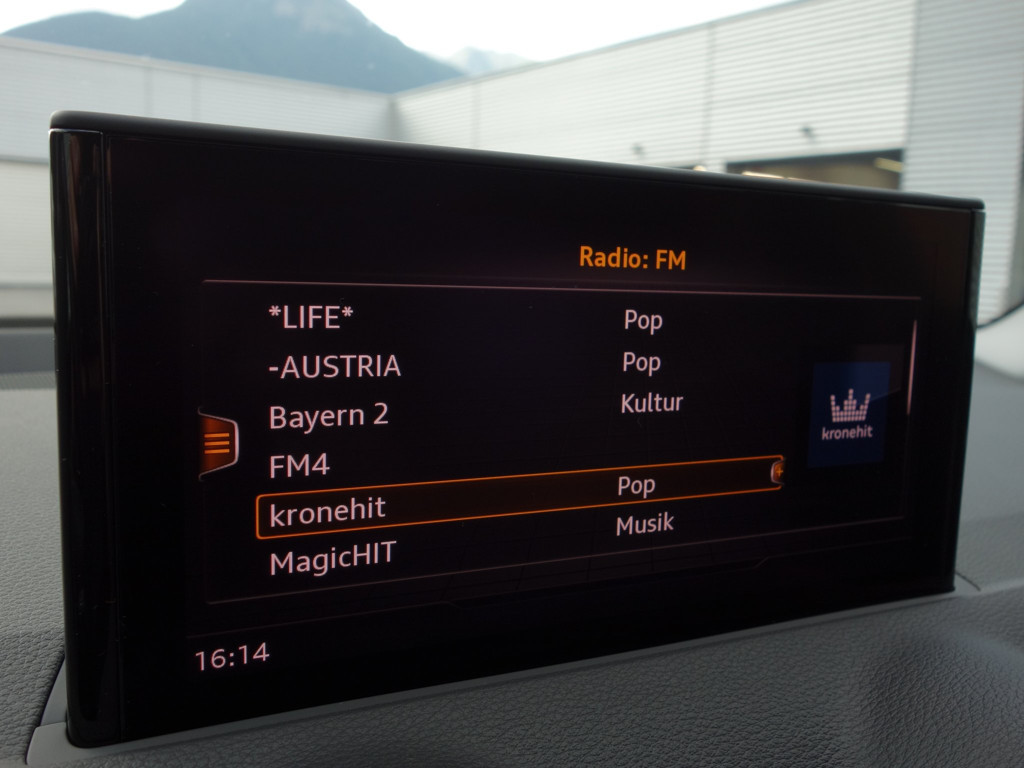 Radio: FM
*LIFE* Pop
-AUSTRIA Pop
Bayern 2 Kultur
FM4
kronehit Pop
MagicHIT Musik
kronehit
16:14